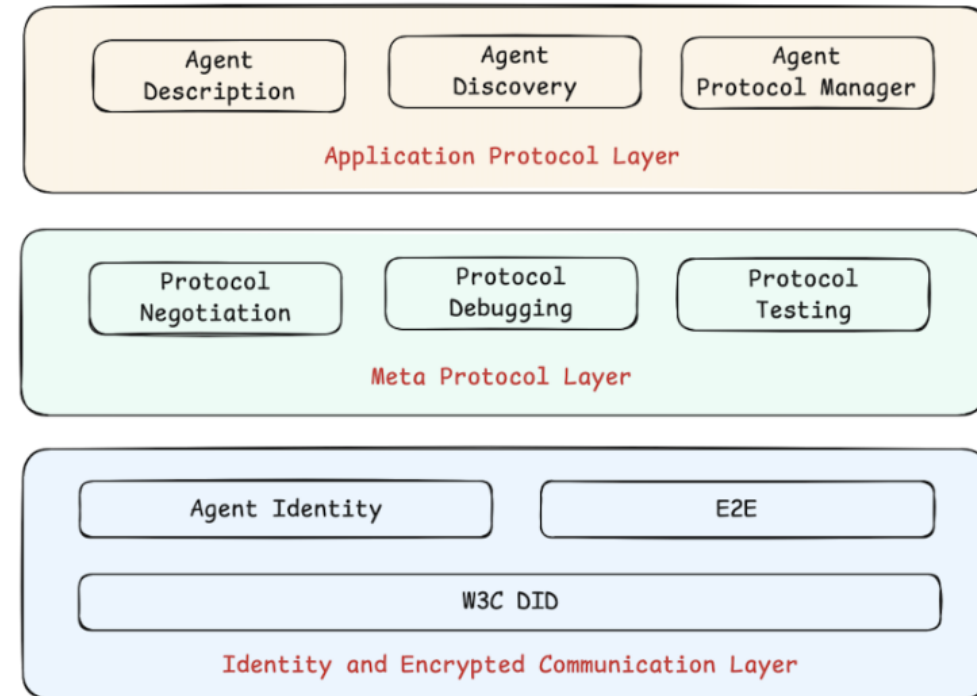 Agent
Description
Agent
Discovery
Agent
Protocol Manager
Application Protocol Layer
Protocol
Negotiation
Protocol
Debugging
Protocol
Testing
Meta Protocol Layer
Agent Identity
E2E
W3C DID
Identity and Encrypted Communication Layer